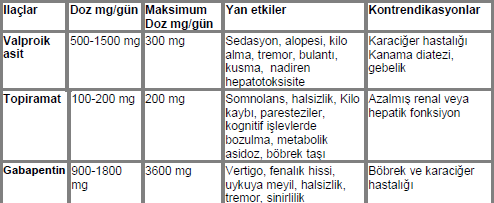 İlaçlar Doz mg/gün Maksimum Doz mg/gün Yan etkiler Kontrendikasyonlar
Valproik asit 500-1500 mg 300 mg Sedasyon, alopesi, kilo alma, tremor, bulantı, kusma, nadiren hepatotoksisite Karaciğer hastalığı Kanama diatezi, gebelik
Topiramat 100-200 mg 200 mg Somnolans, halsizlik, Kilo kaybı, paresteziler, kognitif işlevlerde bozulma, metabolik asidoz, böbrek taşı Azalmış renal veya hepatik fonksiyon
Gabapentin 900-1800 mg 3600 mg Vertigo, fenalık hissi, uykuya meyil, halsizlik, tremor, sinirlilik Böbrek ve karaciğer hastalığı